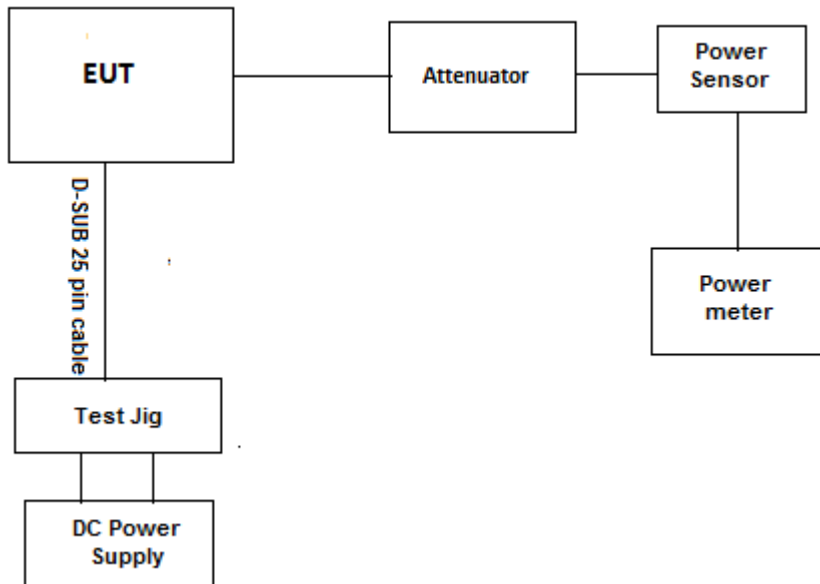 EUT
Attenuator
Power
Sensor
D-SUB 25 pin cable
Power
meter
Test Jig
DC Power
Supply